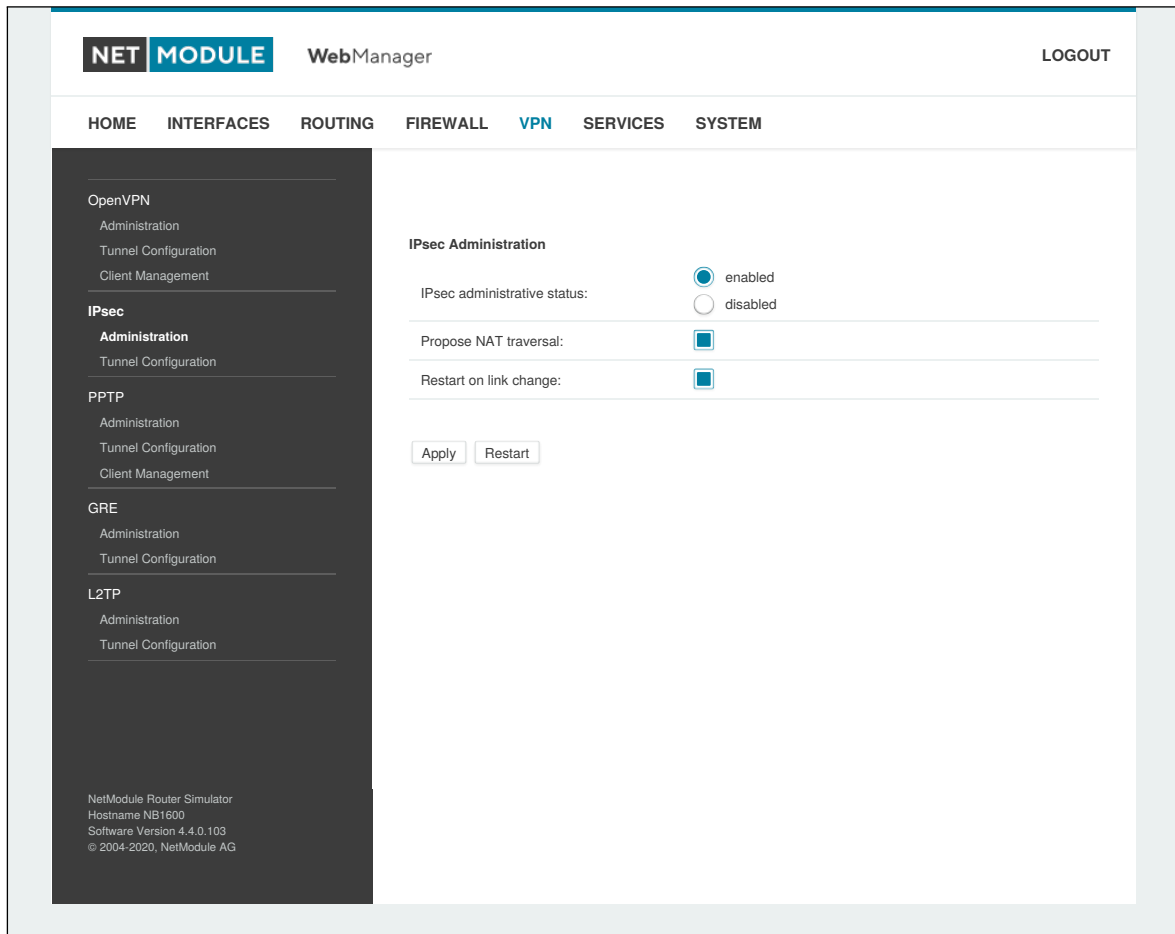 NET MODULE WebManager LOGOUT
HOME INTERFACES ROUTING FIREWALL VPN SERVICES SYSTEM
OpenVPN
Administration
Tunnel Configuration
Client Management
IPsec
Administration
Tunnel Configuration
PPTP
Administration
Tunnel Configuration
Client Management
GRE
Administration
Tunnel Configuration
L2TP
Administration
Tunnel Configuration
NetModule Router Simulator
Hostname NB1600
Software Version 4.4.0.103
© 2004-2020, NetModule AG
IPsec Administration
IPsec administrative status:
enabled
disabled
Propose NAT traversal:
Restart on link change:
Apply Restart